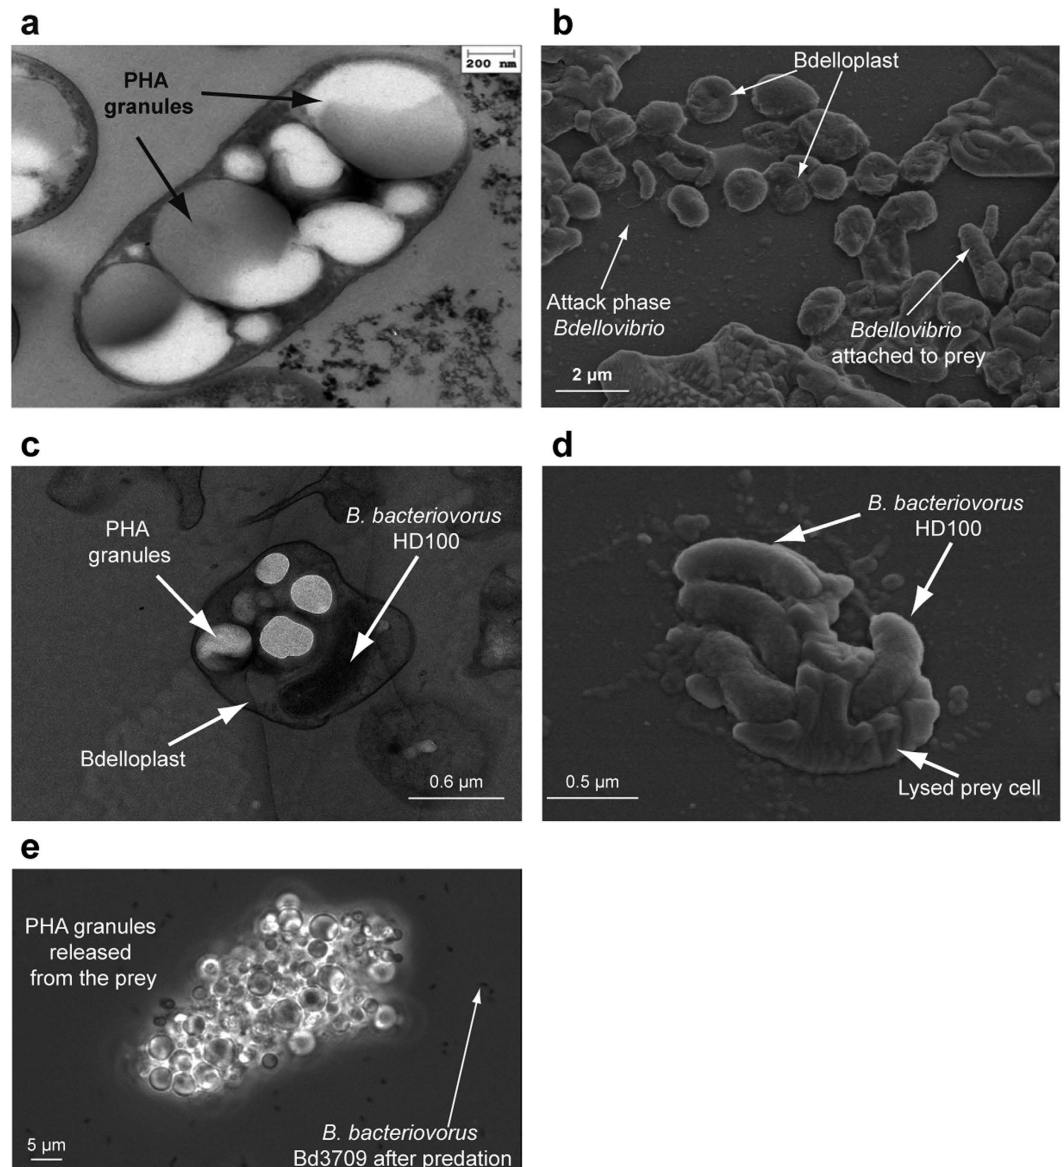 a
PHA
granules
200 nm
b
Bdelloplast
Attack phase
Bdellovibrio
Bdellovibrio
attached to prey
2 µm
c
PHA
granules
B. bacteriovorus
HD100
Bdelloplast
0.6 µm
d
B. bacteriovorus
HD100
Lysed prey cell
0.5 µm
e
PHA granules
released
from the prey
B. bacteriovorus
Bd3709 after predation
5 µm